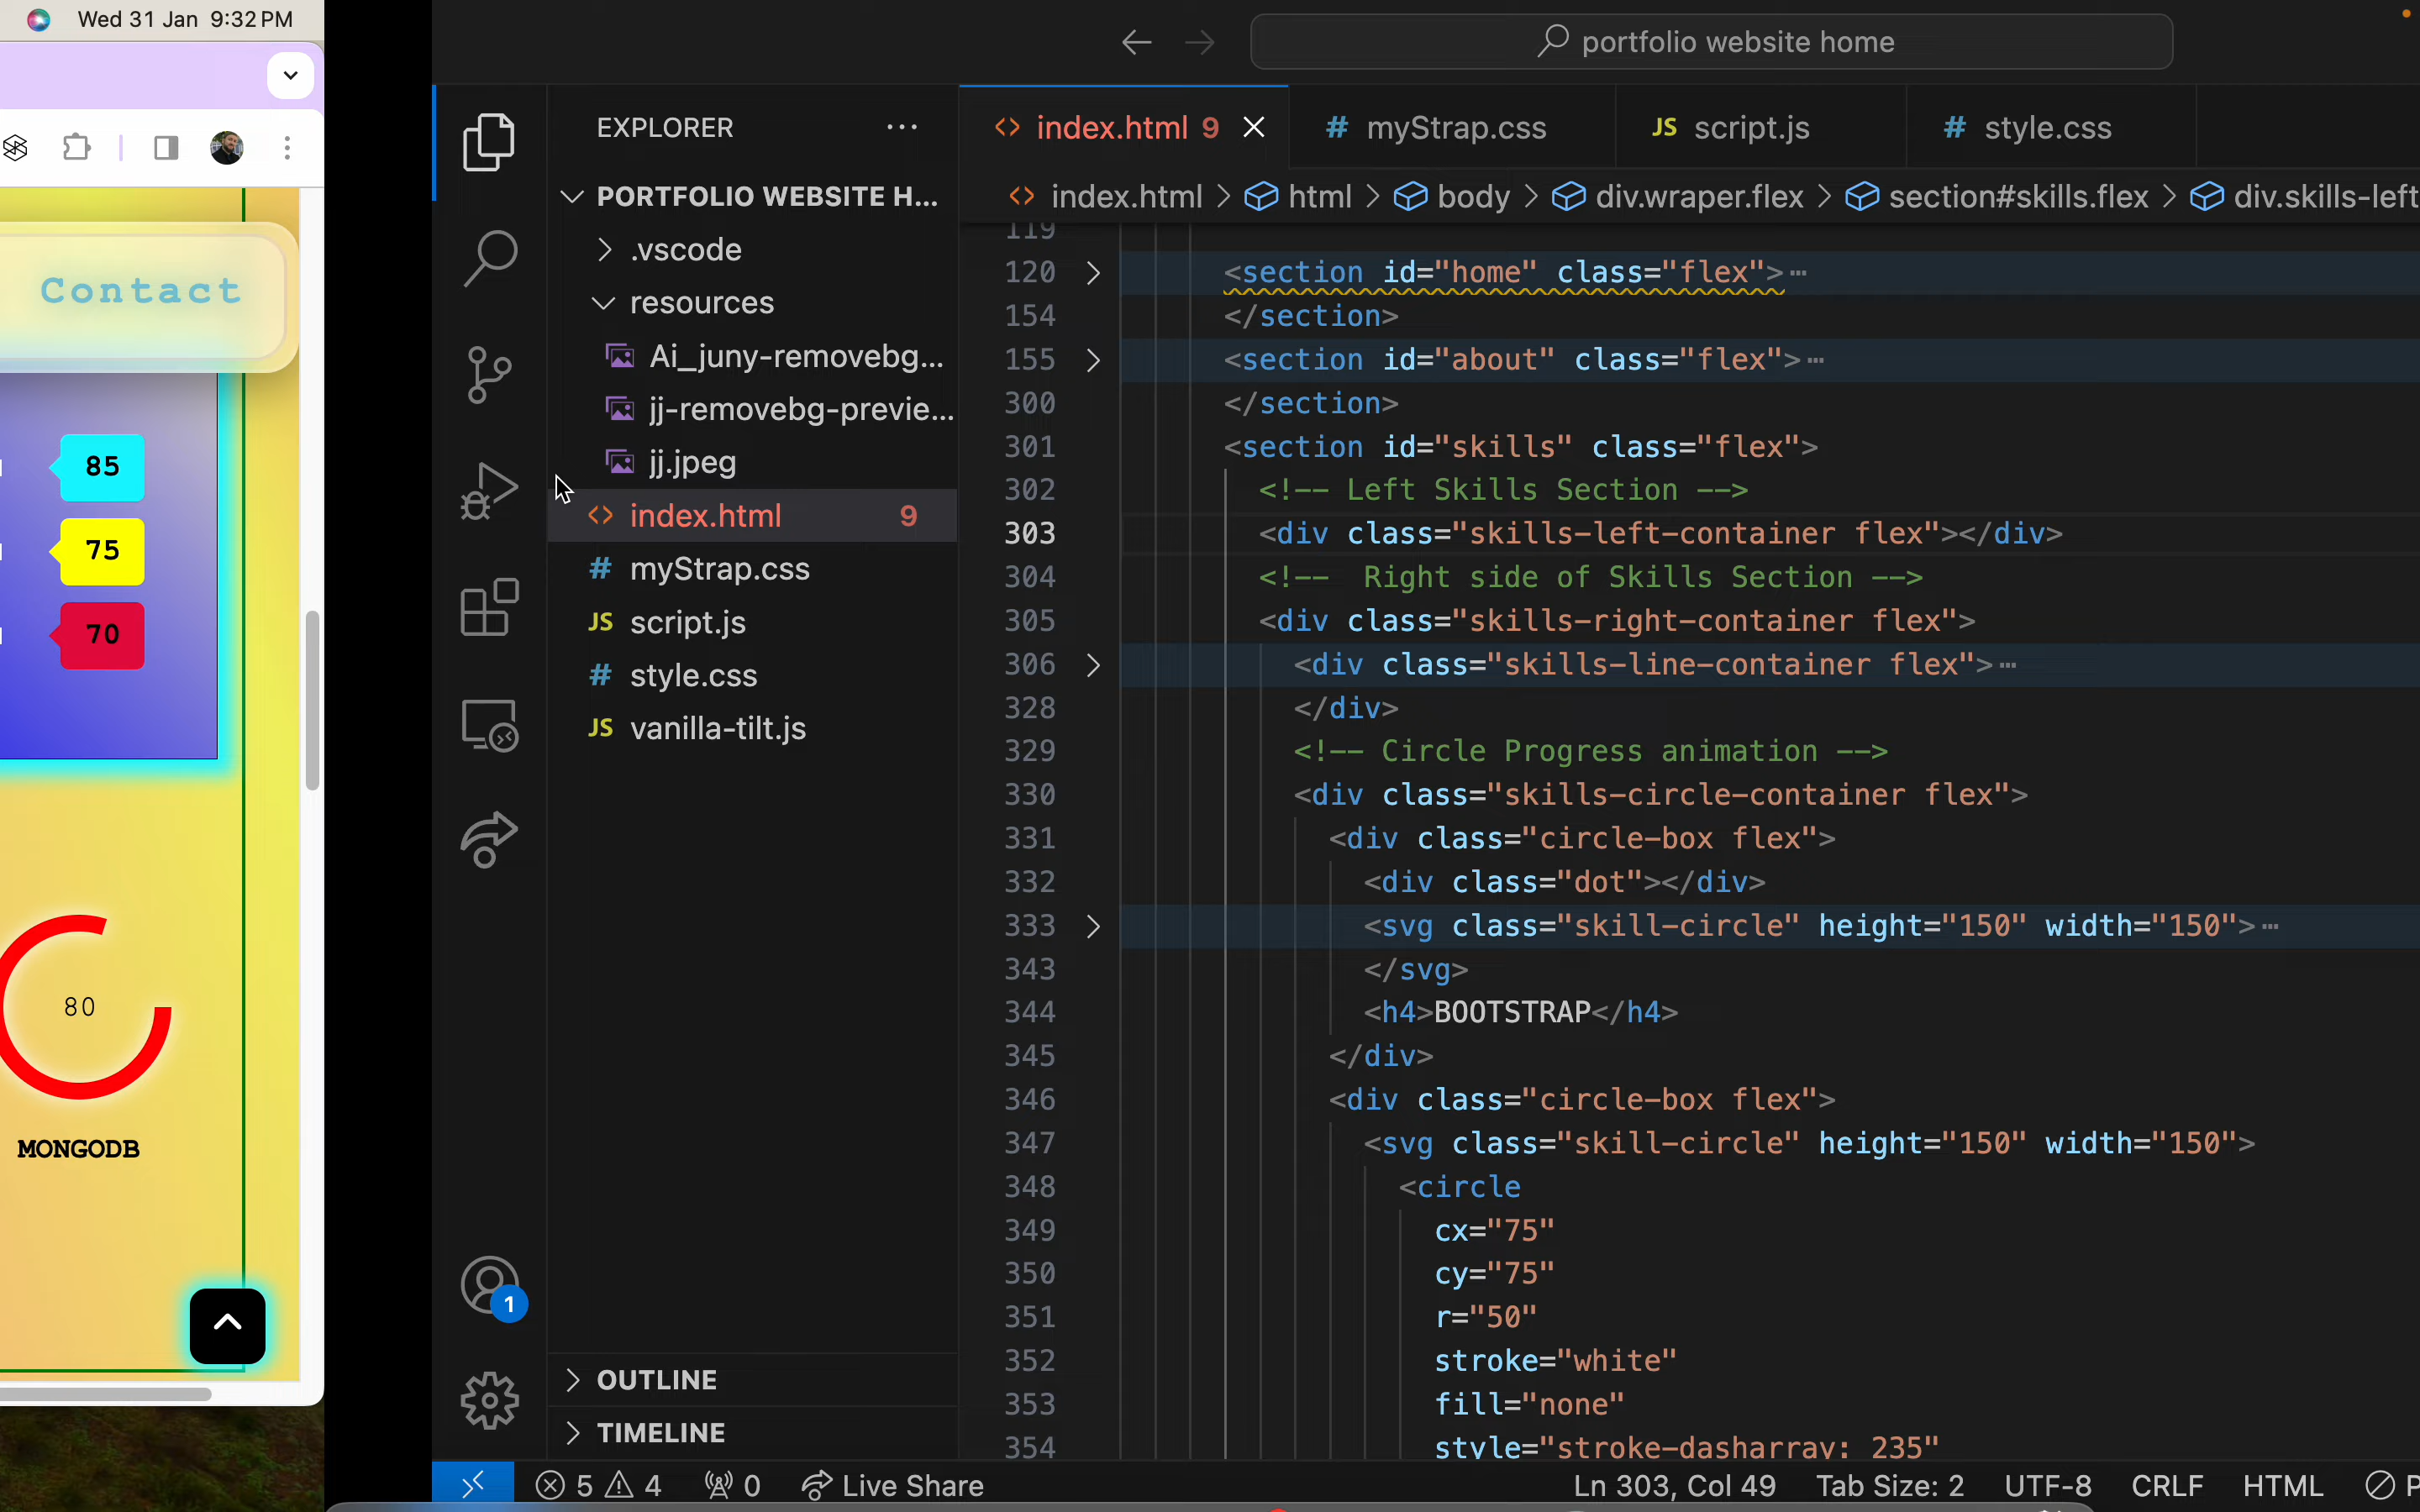 Wed 31 Jan 9:32 PM
Contact
85
75
70
80
MONGODB
portfolio website home
EXPLORER
PORTFOLIO WEBSITE H...
.vscode
resources
Ai_juny-removebg...
jj-removebg-previe...
jj.jpeg
<> index.html 9
# myStrap.css
JS script.js
# style.css
JS vanilla-tilt.js
1
OUTLINE
TIMELINE
<> index.html 9 # myStrap.css JS script.js # style.css
<> index.html > html > body > div.wraper.flex > section#skills.flex > div.skills-left
119
120 <section id="home" class="flex">
154 </section>
155 <section id="about" class="flex">
300 </section>
301 <section id="skills" class="flex">
302 <!-- Left Skills Section -->
303 <div class="skills-left-container flex"></div>
304 <!--  Right side of Skills Section -->
305 <div class="skills-right-container flex">
306 <div class="skills-line-container flex">
328 </div>
329 <!-- Circle Progress animation -->
330 <div class="skills-circle-container flex">
331 <div class="circle-box flex">
332 <div class="dot"></div>
333 <svg class="skill-circle" height="150" width="150">
343 </svg>
344 <h4>BOOTSTRAP</h4>
345 </div>
346 <div class="circle-box flex">
347 <svg class="skill-circle" height="150" width="150">
348 <circle
349 cx="75"
350 cy="75"
351 r="50"
352 stroke="white"
353 fill="none"
354 style="stroke-dasharray: 235"
5 4 0 Live Share Ln 303, Col 49 Tab Size: 2 UTF-8 CRLF HTML P